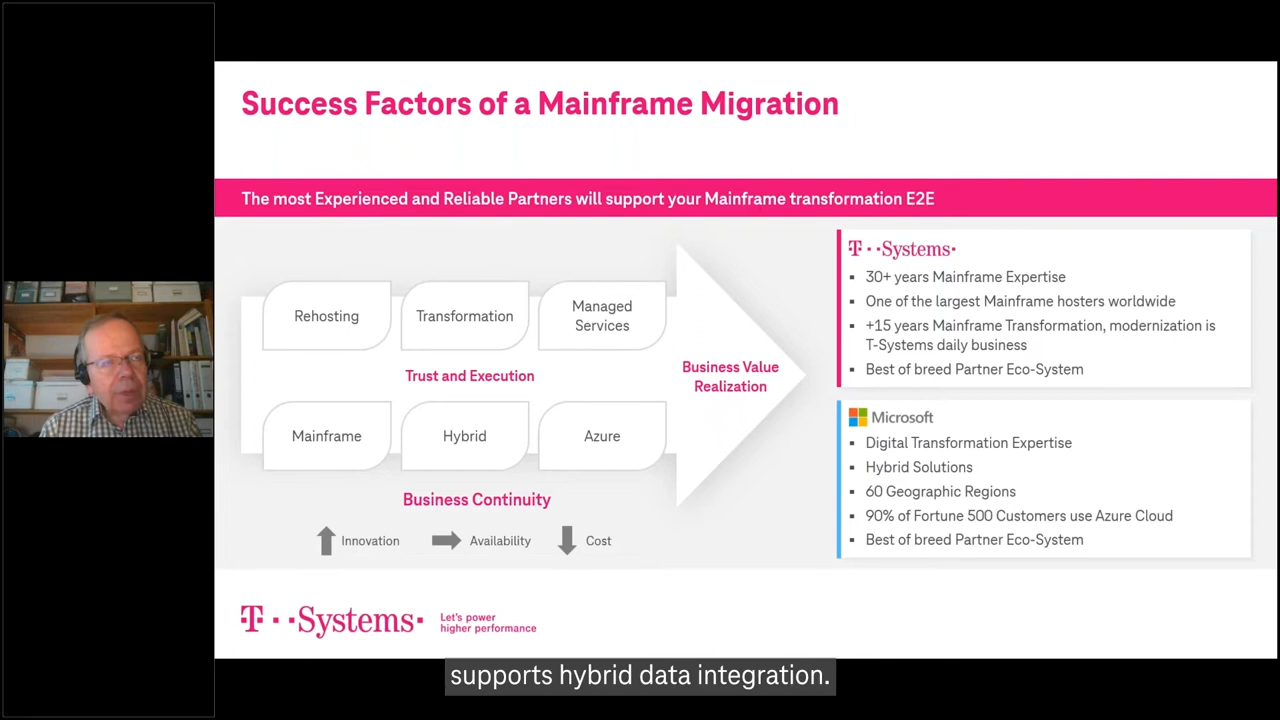 Success Factors of a Mainframe Migration
The most Experienced and Reliable Partners will support your Mainframe transformation E2E
Rehosting
Transformation
Managed
Services
Trust and Execution
Mainframe
Hybrid
Azure
Business Continuity
Innovation
Availability
Cost
Business Value
Realization
T··Systems·
▪ 30+ years Mainframe Expertise
▪ One of the largest Mainframe hosters worldwide
▪ +15 years Mainframe Transformation, modernization is
T-Systems daily business
▪ Best of breed Partner Eco-System
Microsoft
▪ Digital Transformation Expertise
▪ Hybrid Solutions
▪ 60 Geographic Regions
▪ 90% of Fortune 500 Customers use Azure Cloud
▪ Best of breed Partner Eco-System
T··Systems·
Let's power
higher performance
supports hybrid data integration.